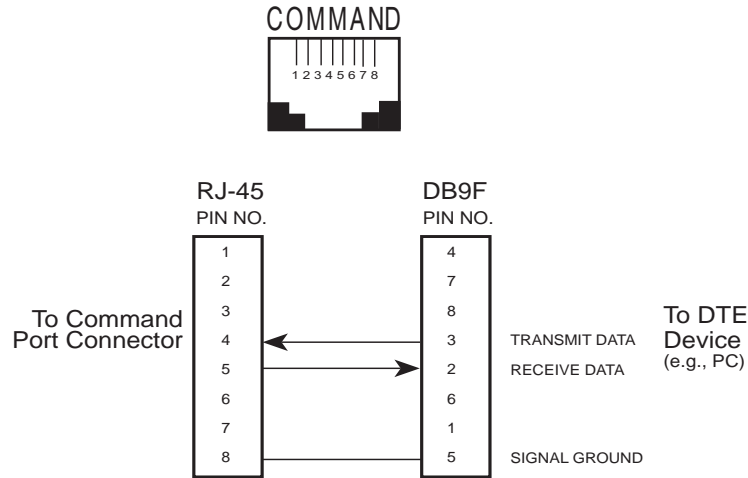 COMMAND
1 2 3 4 5 6 7 8
RJ-45
PIN NO.
DB9F
PIN NO.
1
2
3
4
5
6
7
8
4
7
8
3
2
6
1
5
To Command
Port Connector
TRANSMIT DATA
RECEIVE DATA
SIGNAL GROUND
To DTE
Device
(e.g., PC)